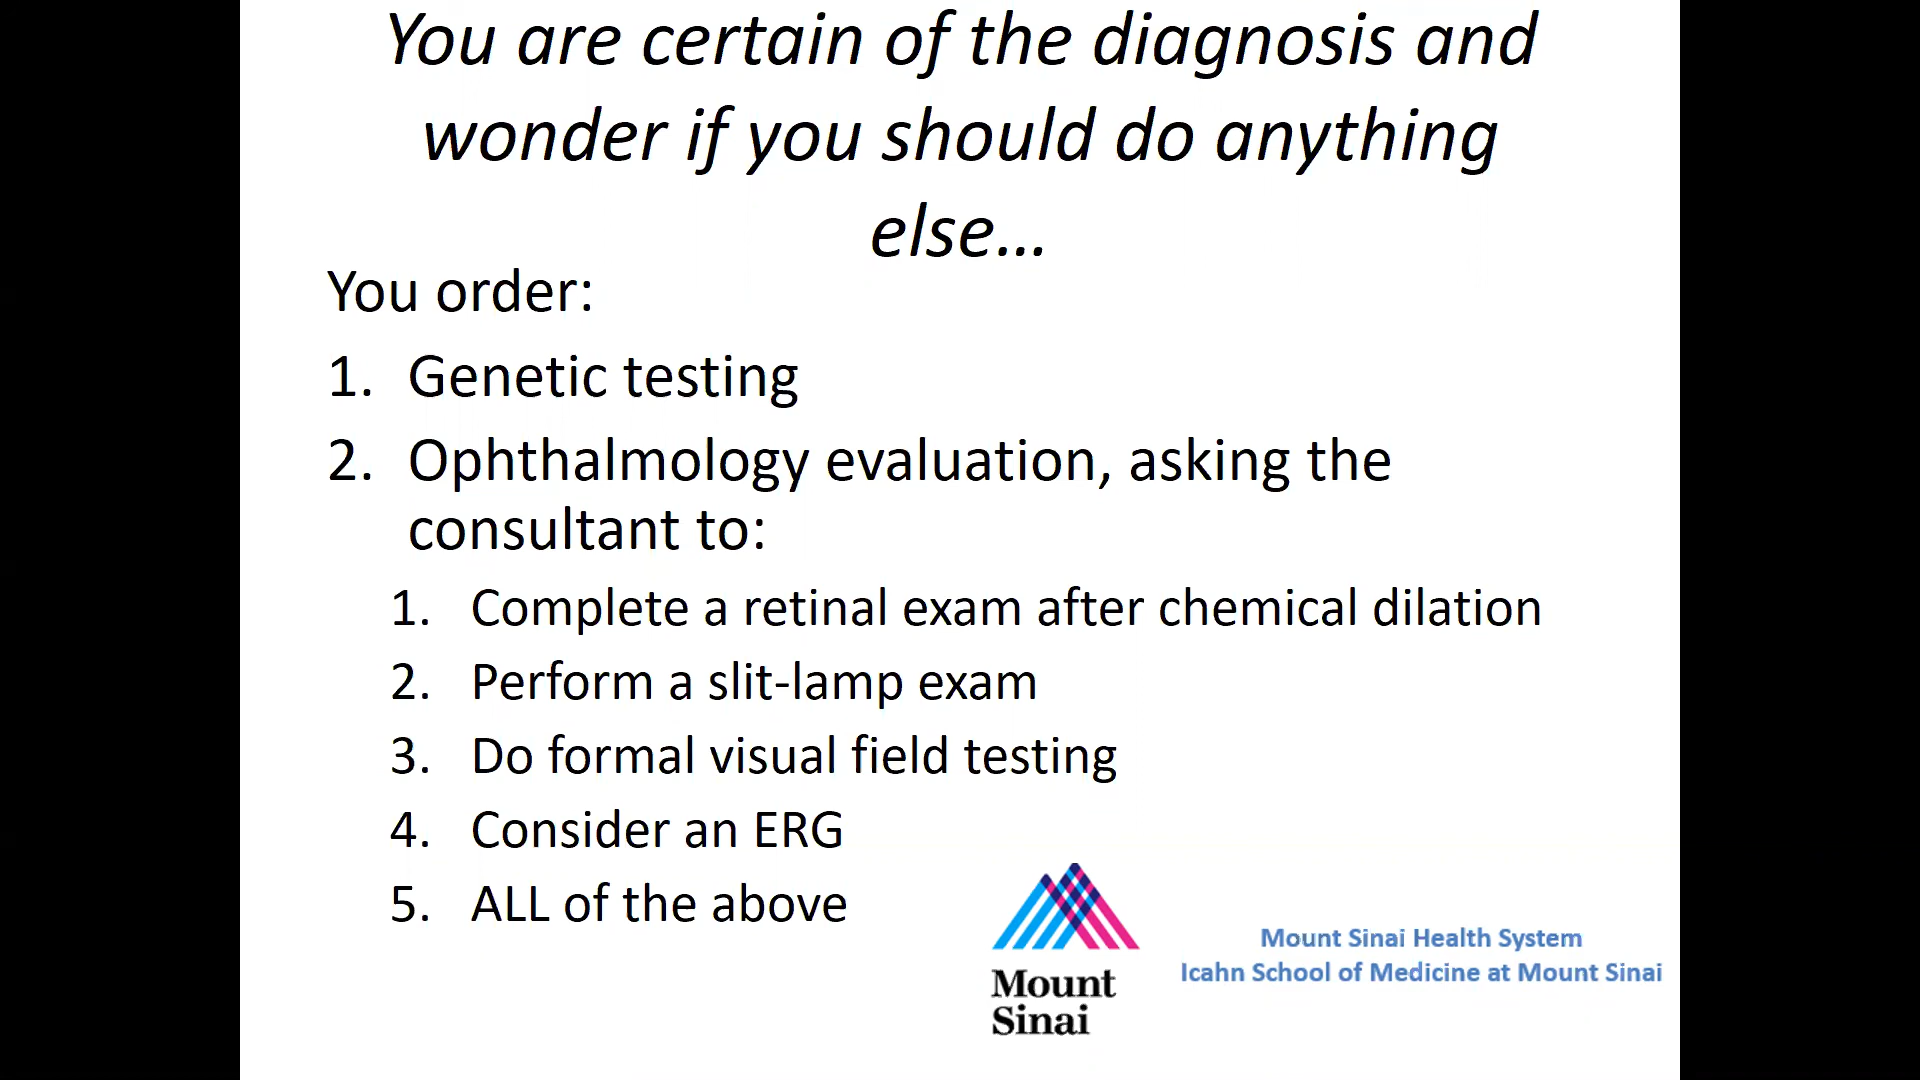 You are certain of the diagnosis and
wonder if you should do anything
else…
You order:
1. Genetic testing
2. Ophthalmology evaluation, asking the
consultant to:
1. Complete a retinal exam after chemical dilation
2. Perform a slit-lamp exam
3. Do formal visual field testing
4. Consider an ERG
5. ALL of the above
Mount
Sinai
Mount Sinai Health System
Icahn School of Medicine at Mount Sinai